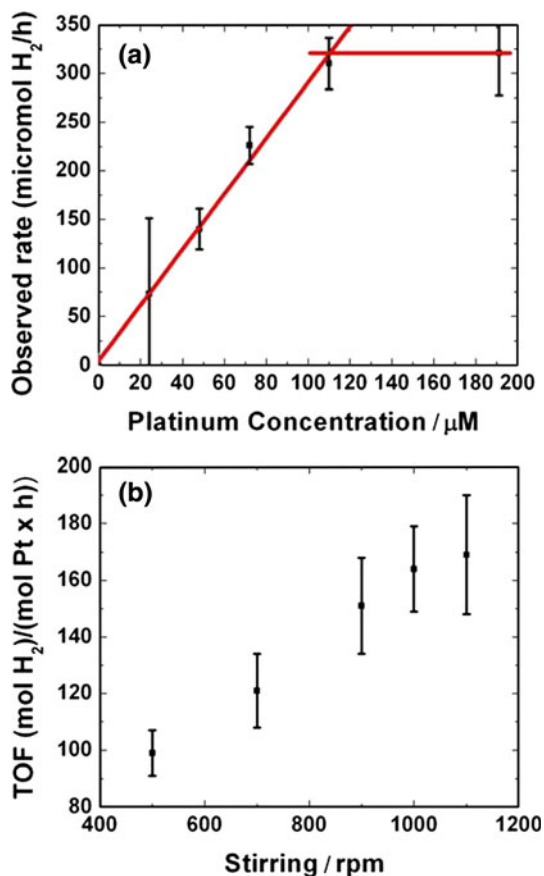 (a)
Observed rate (micromol H₂/h)
350
300
250
200
150
100
50
0
0 20 40 60 80 100 120 140 160 180 200
Platinum Concentration / μM
(b)
TOF (mol H₂)/(mol Pt x h))
200
180
160
140
120
100
80
400 600 800 1000 1200
Stirring / rpm